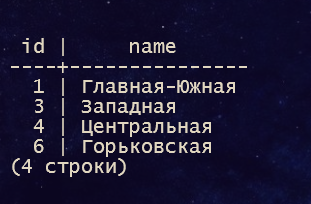 id | name
----+---------------
1 | Главная-Южная
3 | Западная
4 | Центральная
6 | Горьковская
(4 строки)